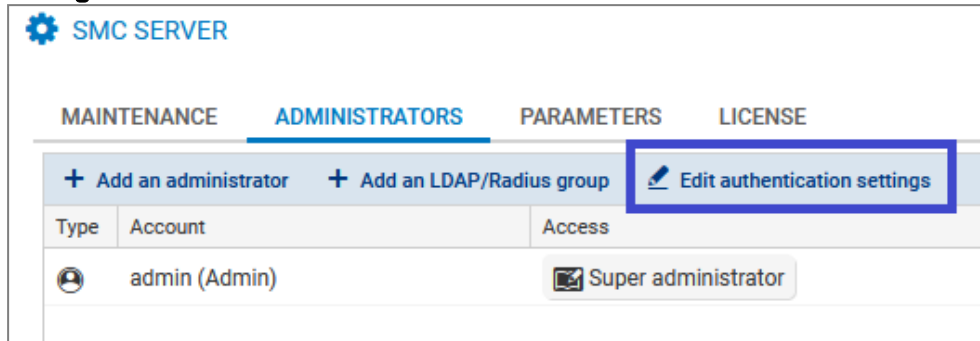 SMC SERVER
MAINTENANCE ADMINISTRATORS PARAMETERS LICENSE
+ Add an administrator + Add an LDAP/Radius group Edit authentication settings
Type Account Access
admin (Admin) Super administrator